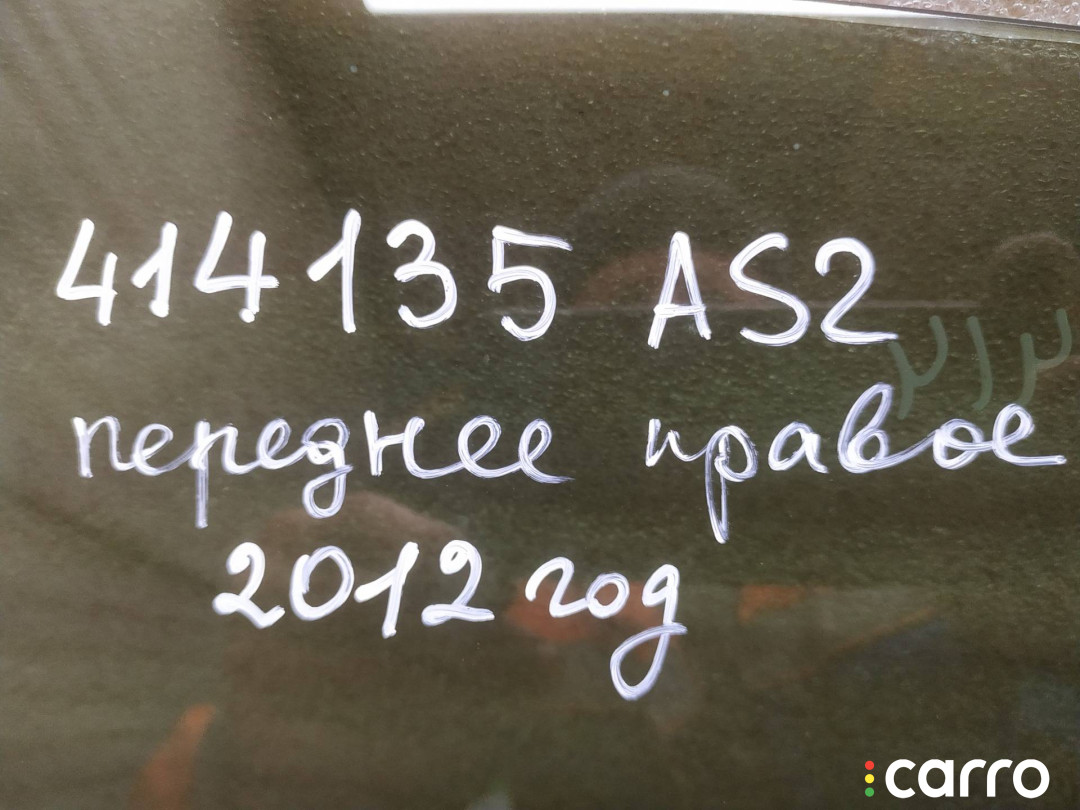 414135 AS2
переднее правое
2012 год
carro